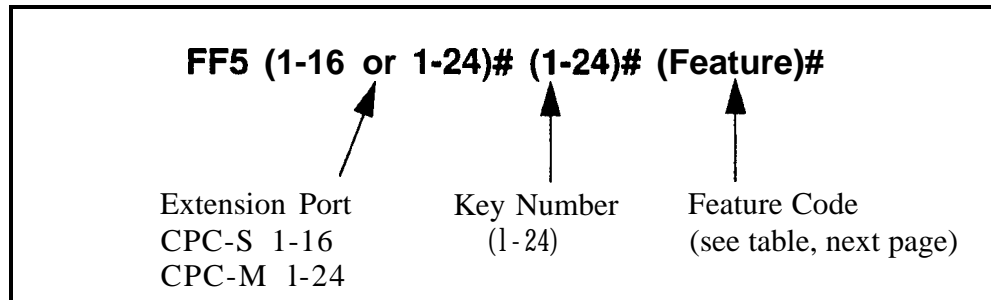 FF5 (1-16 or 1-24)# (1-24)# (Feature)#
Extension Port
CPC-S 1-16
CPC-M 1-24
Key Number
(1-24)
Feature Code
(see table, next page)